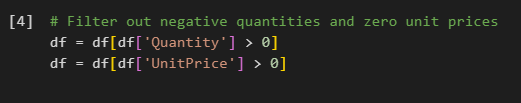 [4] # Filter out negative quantities and zero unit prices
df = df[df['Quantity'] > 0]
df = df[df['UnitPrice'] > 0]